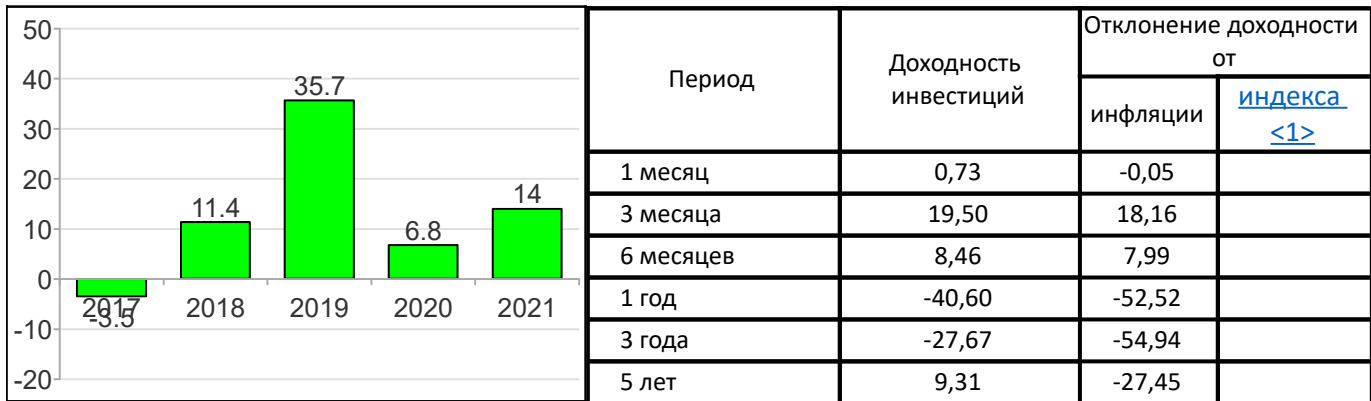 50
40
30
20
10
0
-10
-20
-3.5
11.4
35.7
6.8
14
2017 2018 2019 2020 2021
Период
Доходность
инвестиций
Отклонение доходности
от
инфляции
индекса
<1>
1 месяц 0,73 -0,05
3 месяца 19,50 18,16
6 месяцев 8,46 7,99
1 год -40,60 -52,52
3 года -27,67 -54,94
5 лет 9,31 -27,45